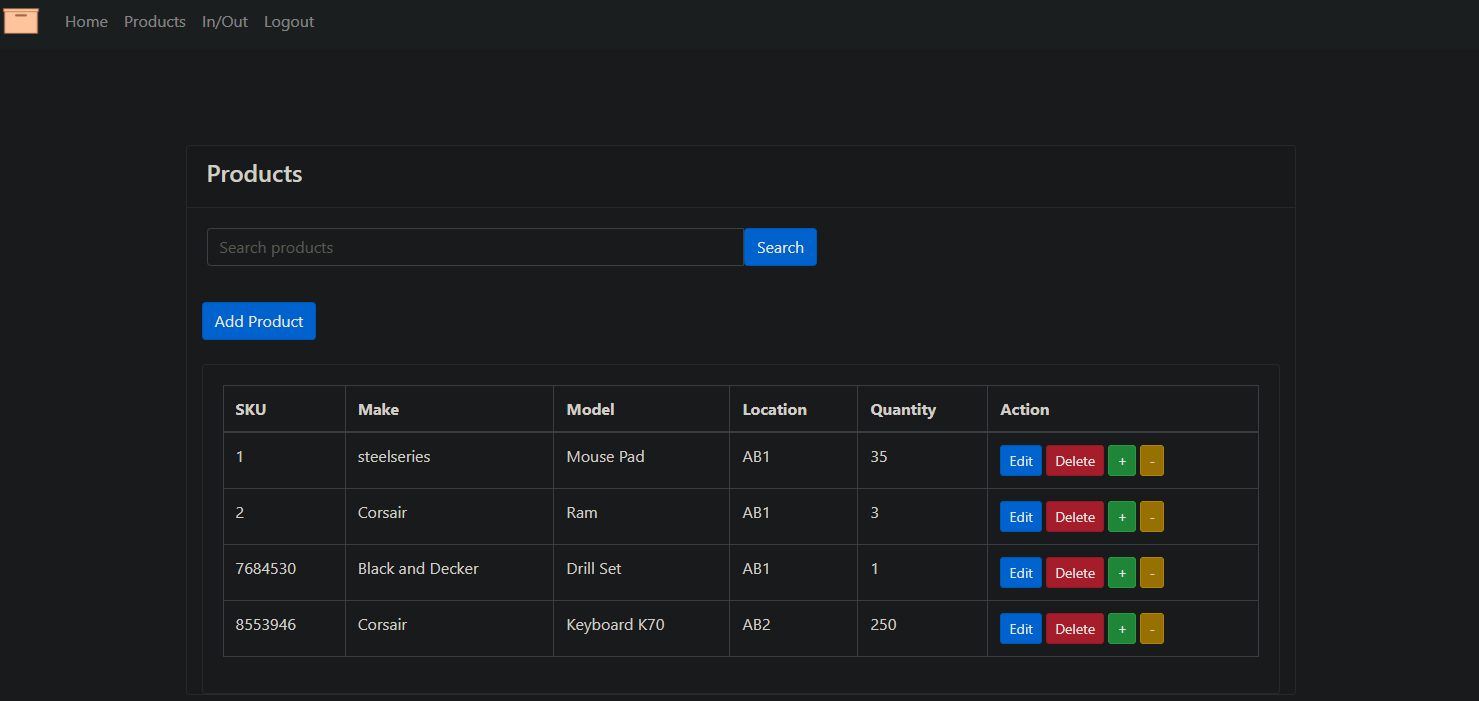 Home Products In/Out Logout
Products
Search products Search
Add Product
SKU Make Model Location Quantity Action
1 steelseries Mouse Pad AB1 35 Edit Delete + -
2 Corsair Ram AB1 3 Edit Delete + -
7684530 Black and Decker Drill Set AB1 1 Edit Delete + -
8553946 Corsair Keyboard K70 AB2 250 Edit Delete + -